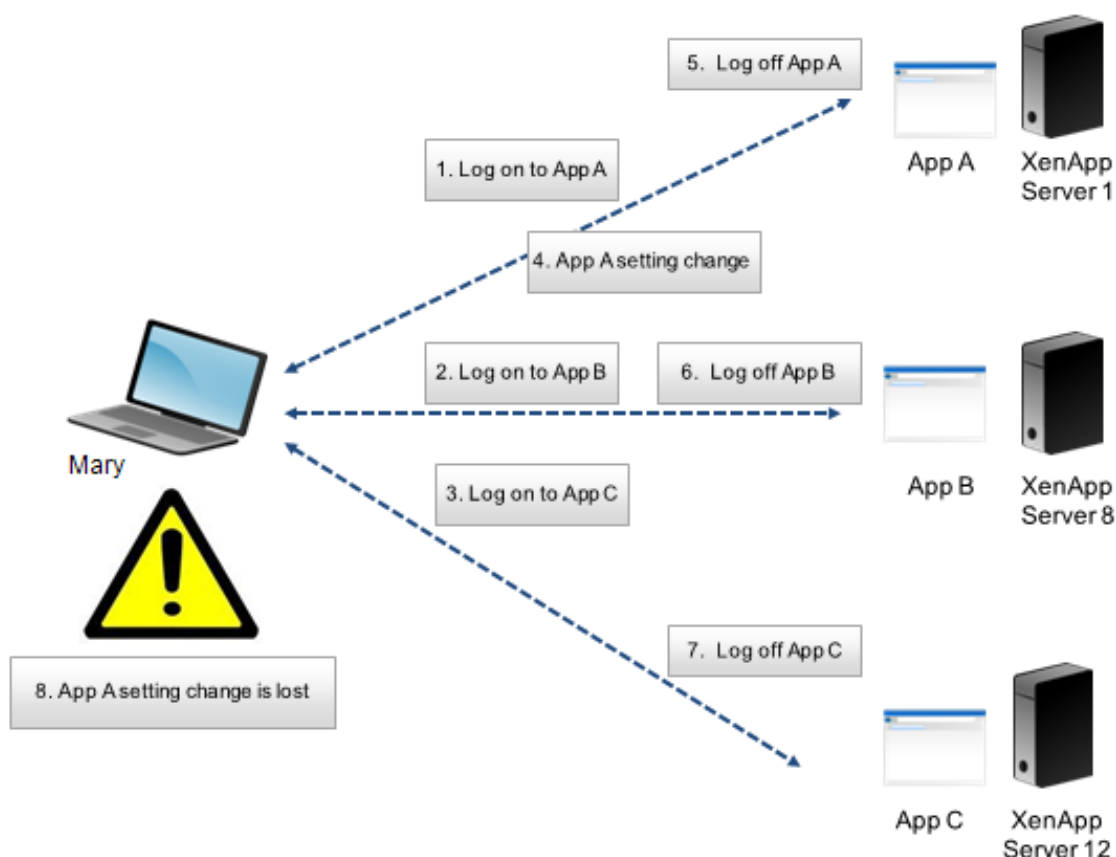 5. Log off App A
1. Log on to App A
App A
XenApp
Server 1
4. App A setting change
2. Log on to App B
6. Log off App B
Mary
3. Log on to App C
App B
XenApp
Server 8
7. Log off App C
8. App A setting change is lost
App C
XenApp
Server 12